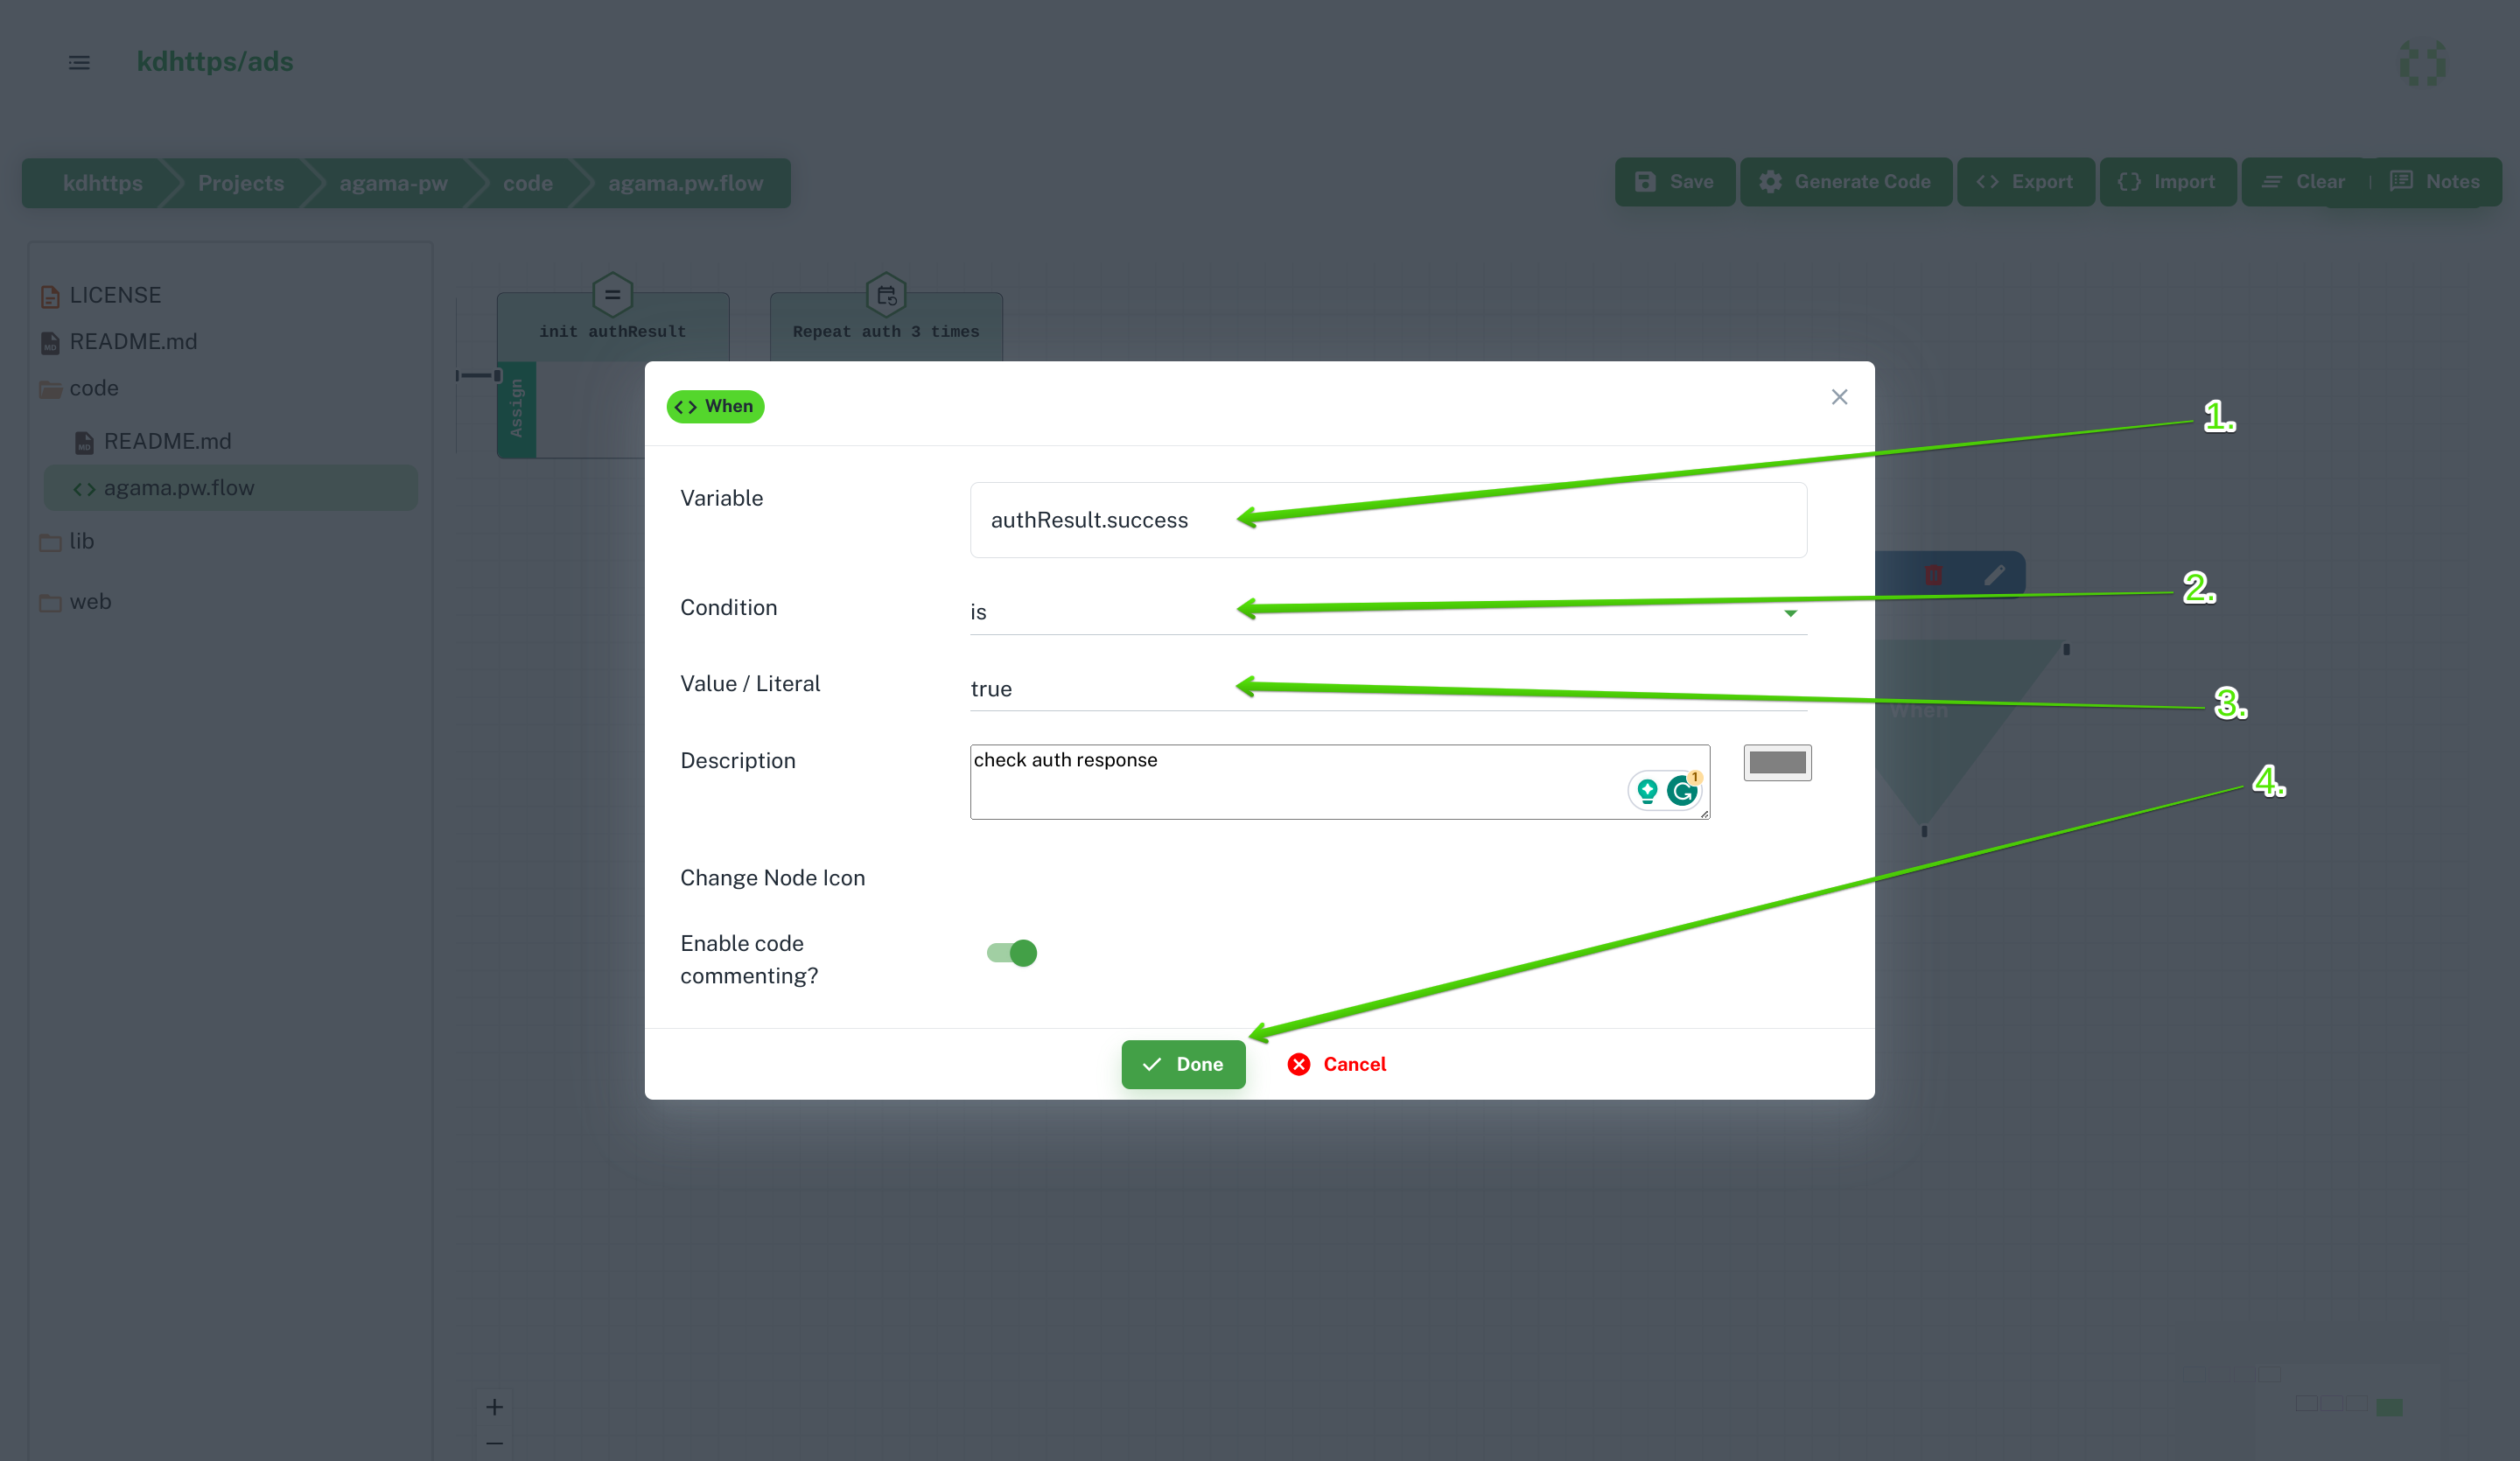 kdhttps/ads
kdhttps Projects agama-pw code agama.pw.flow
Save Generate Code Export Import Clear Notes
LICENSE
README.md
code
README.md
agama.pw.flow
lib
web
init authResult
Repeat auth 3 times
Assign
When
Variable
authResult.success
Condition
is
Value / Literal
true
Description
check auth response
1
Change Node Icon
Enable code
commenting?
Done
Cancel
When
1.
2.
3.
4.